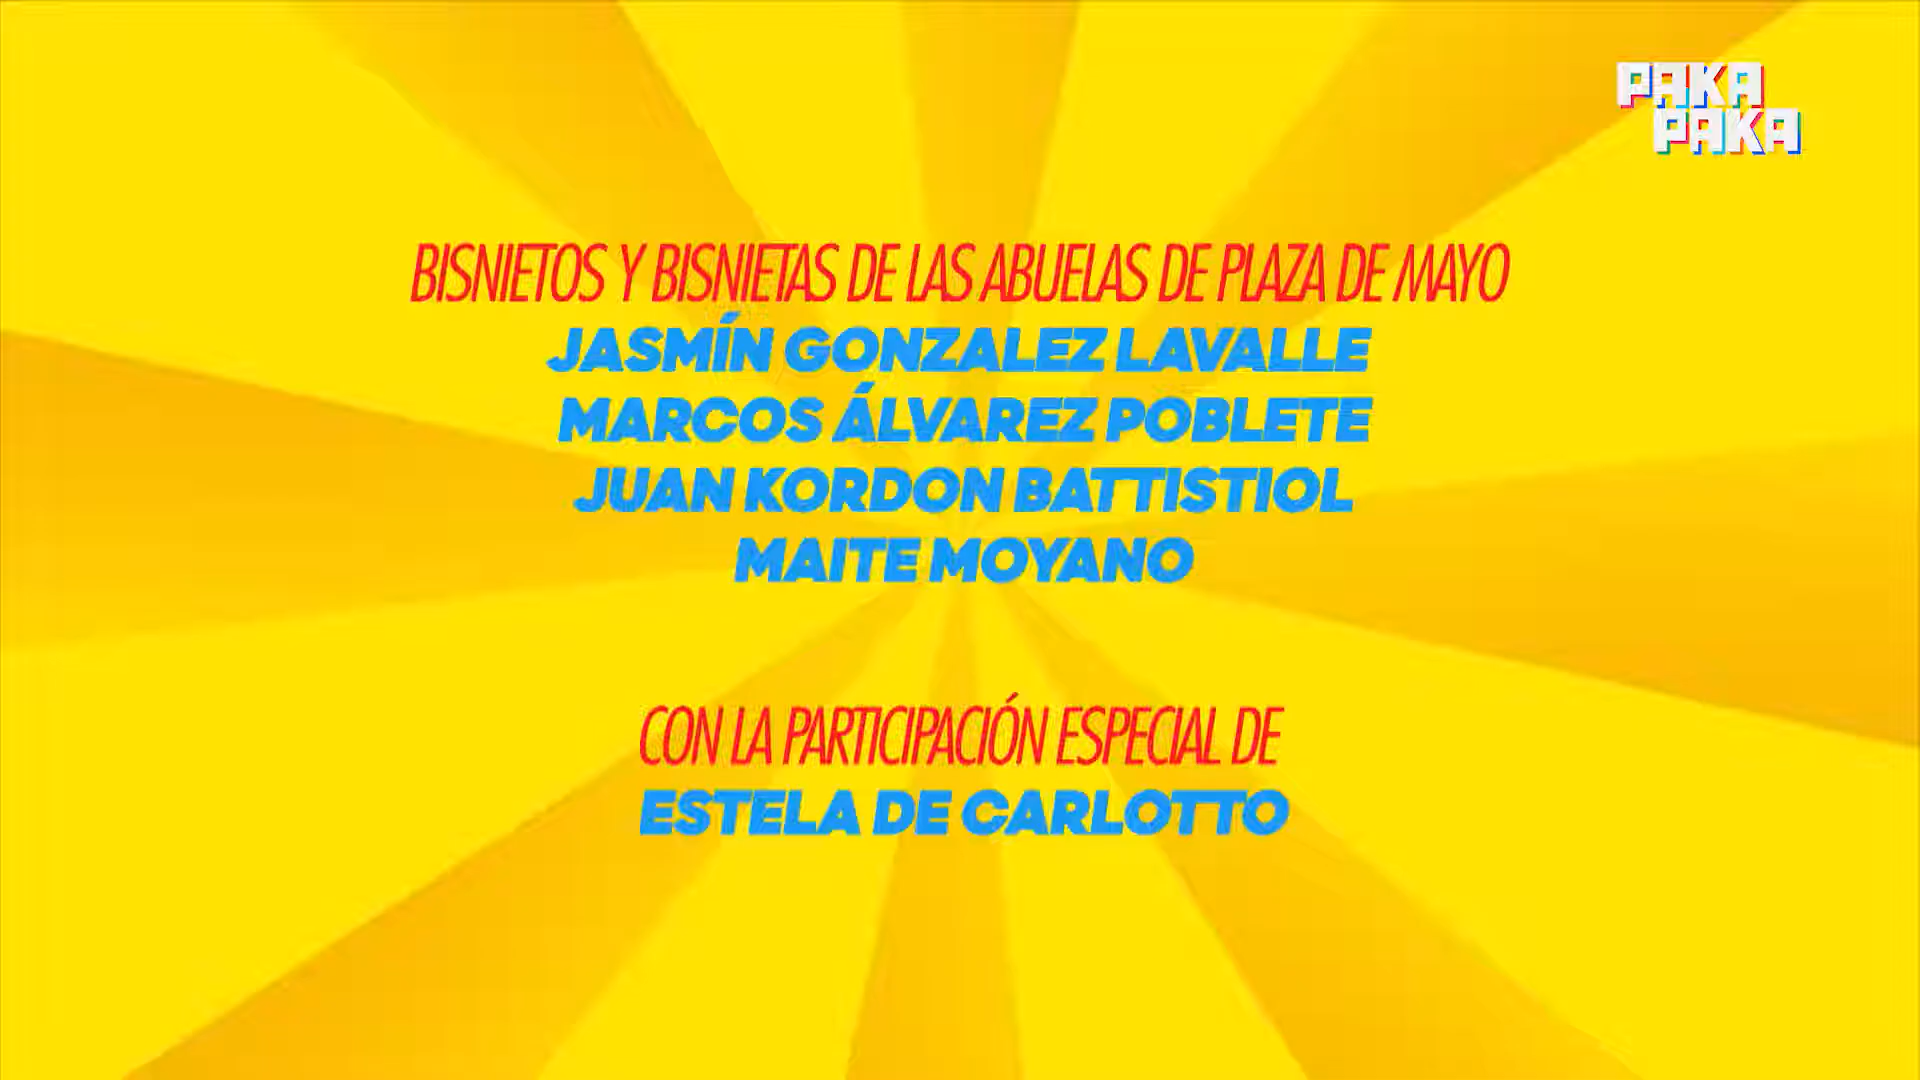 PAKA
PAKA
BISNIETOS Y BISNIETAS DE LAS ABUELAS DE PLAZA DE MAYO
JASMÍN GONZALEZ LAVALLE
MARCOS ÁLVAREZ POBLETE
JUAN KORDON BATTISTIOL
MAITE MOYANO
CON LA PARTICIPACIÓN ESPECIAL DE
ESTELA DE CARLOTTO